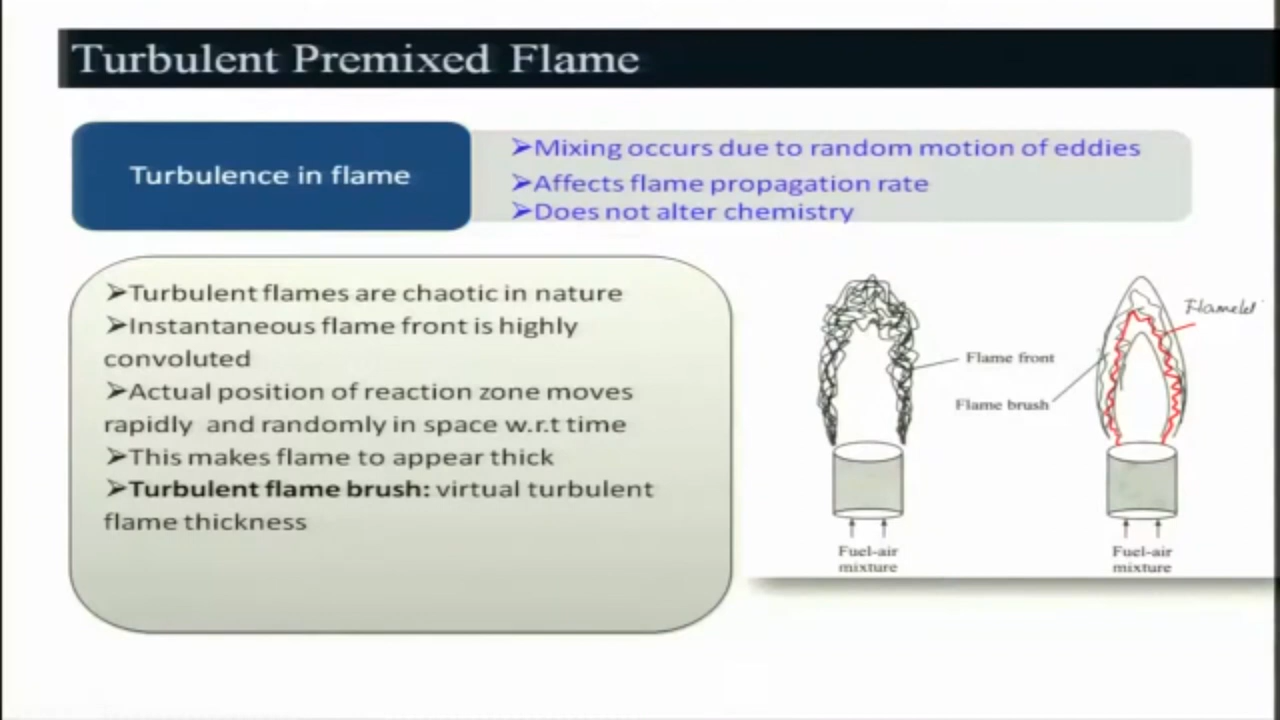 Turbulent Premixed Flame
Turbulence in flame
➢Mixing occurs due to random motion of eddies
➢Affects flame propagation rate
➢Does not alter chemistry
➢Turbulent flames are chaotic in nature
➢Instantaneous flame front is highly
convoluted
➢Actual position of reaction zone moves
rapidly and randomly in space w.r.t time
➢This makes flame to appear thick
➢Turbulent flame brush: virtual turbulent
flame thickness
Flamelet
Flame front
Flame brush
Fuel-air
mixture
Fuel-air
mixture